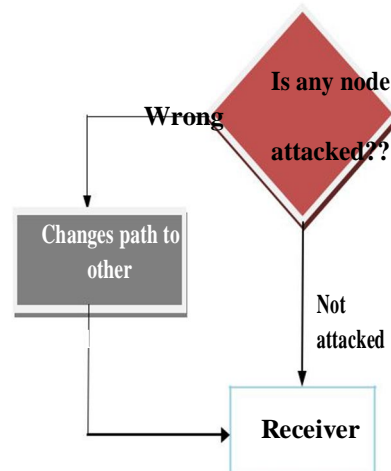 Is any node
Wrong
attacked??
Changes path to
other
Not
attacked
Receiver